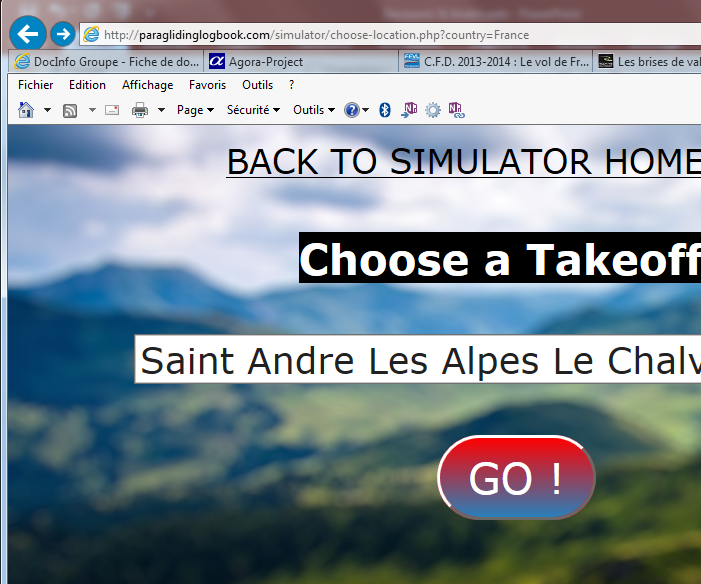 http://paraglidinglogbook.com/simulator/choose-location.php?country=France
DocInfo Groupe - Fiche de do... Agora-Project C.F.D. 2013-2014 : Le vol de Fr... Les brises de val
Fichier Edition Affichage Favoris Outils ?
Page Sécurité Outils
BACK TO SIMULATOR HOME
Choose a Takeoff
Saint Andre Les Alpes Le Chalv
GO !